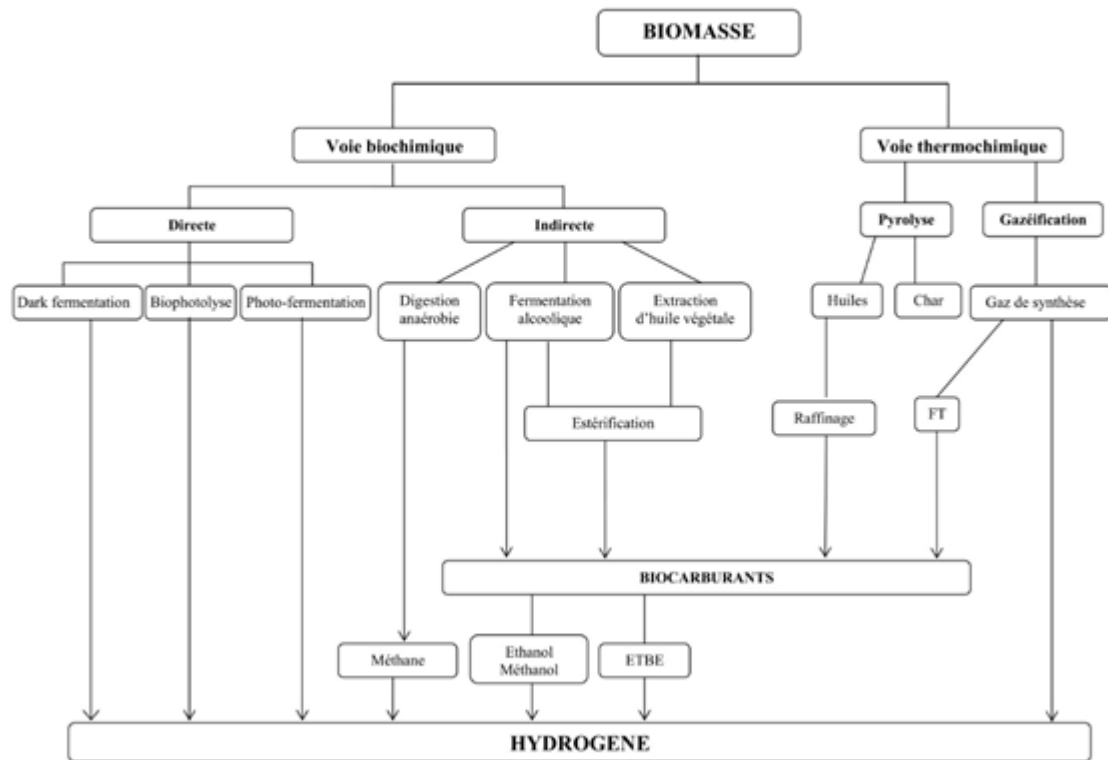 BIOMASSE
Voie biochimique
Voie thermochimique
Directe
Indirecte
Pyrolyse
Gazéification
Dark fermentation
Biophotolyse
Photo-fermentation
Digestion
anaérobie
Fermentation
alcoolique
Extraction
d'huile végétale
Huiles
Char
Gaz de synthèse
Estérification
Raffinage
FT
BIOCARBURANTS
Méthane
Ethanol
Méthanol
ETBE
HYDROGENE